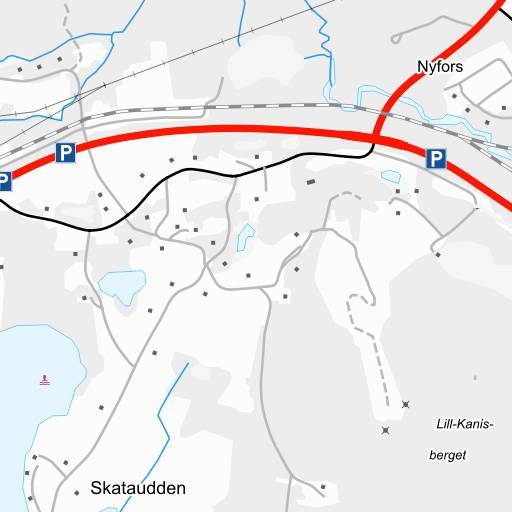 Nyfors
P
P
P
Lill-Kanis-
berget
Skataudden